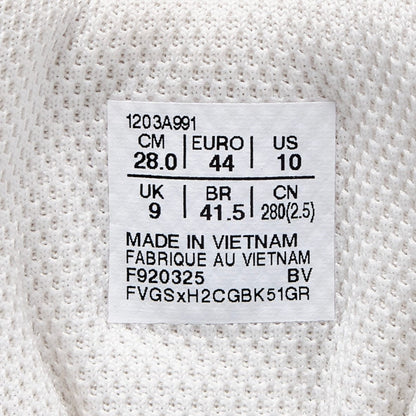 1203A991
CM | EURO | US
28.0 | 44 | 10
UK | BR | CN
9 | 41.5 | 280(2.5)
MADE IN VIETNAM
FABRIQUE AU VIETNAM
F920325 BV
FVGSxH2CGBK51GR